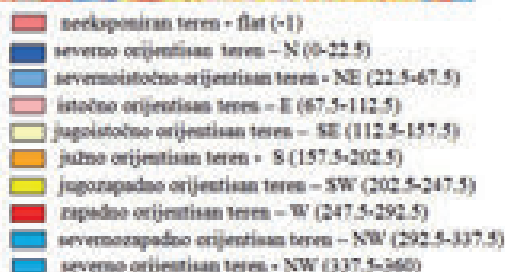 neeksponiran teren - flat (-1)
severno orijentisan teren – N (0-22.5)
severnoistočno orijentisan teren - NE (22.5-67.5)
istočno orijentisan teren – E (67.5-112.5)
jugoistočno orijentisan teren – SE (112.5-157.5)
južno orijentisan teren - S (157.5-202.5)
jugozapadno orijentisan teren – SW (202.5-247.5)
zapadno orijentisan teren – W (247.5-292.5)
severnozapadno orijentisan teren – NW (292.5-337.5)
severno orijentisan teren - NW (337.5-360)